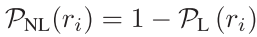 𝒫_NL(r_i) = 1 − 𝒫_L (r_i)